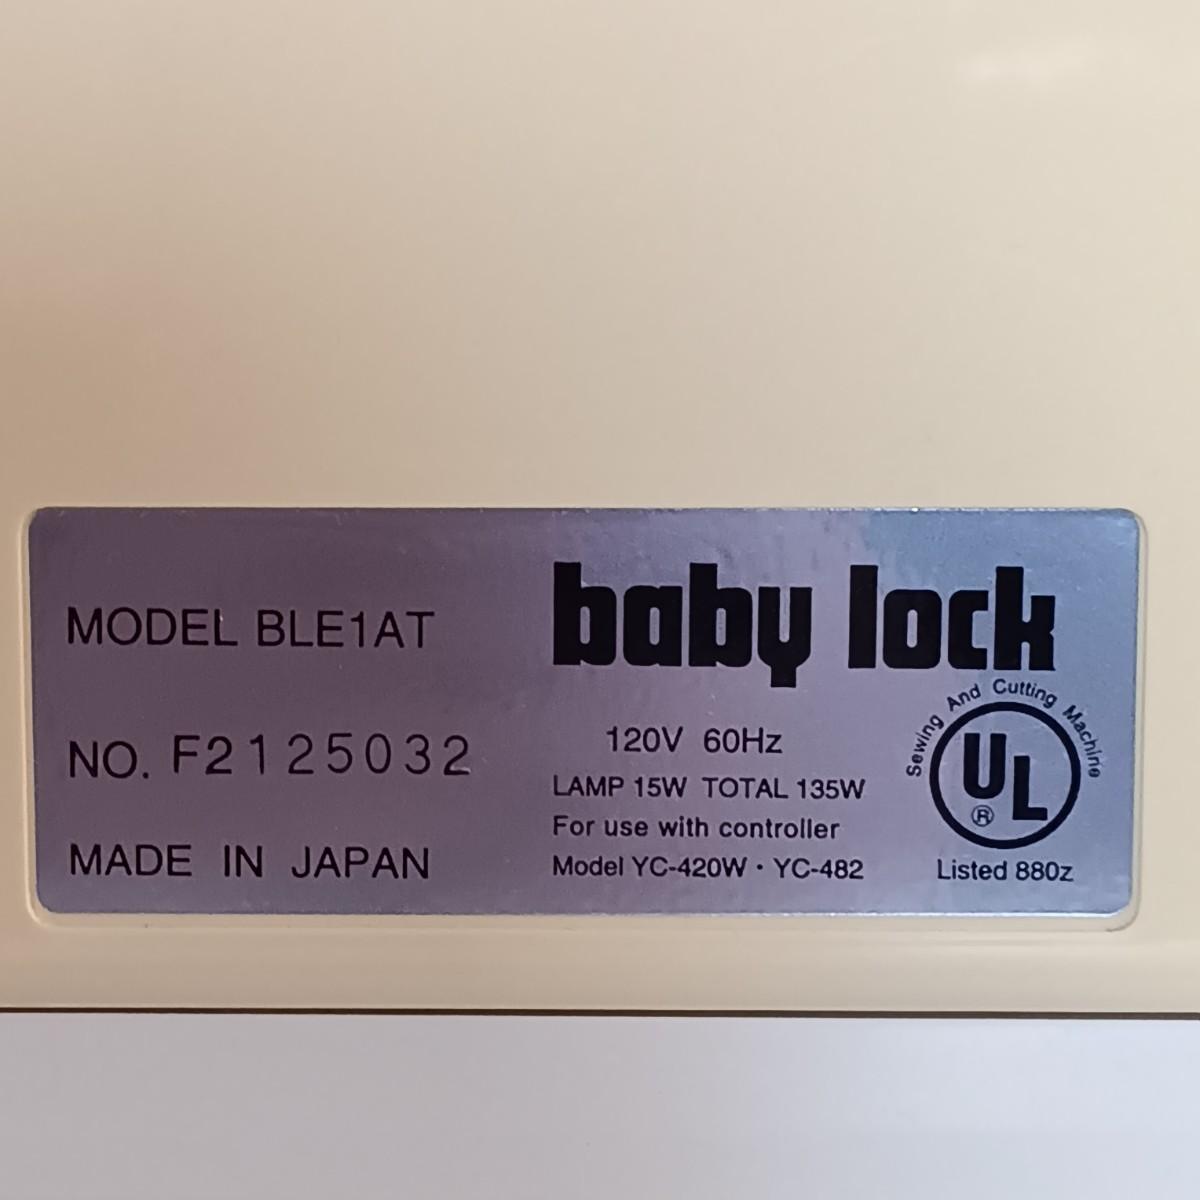 MODEL BLE1AT
NO. F2125032
MADE IN JAPAN
baby lock
120V 60Hz
LAMP 15W TOTAL 135W
For use with controller
Model YC-420W · YC-482
Sewing And Cutting Machine
UL
®
Listed 880z